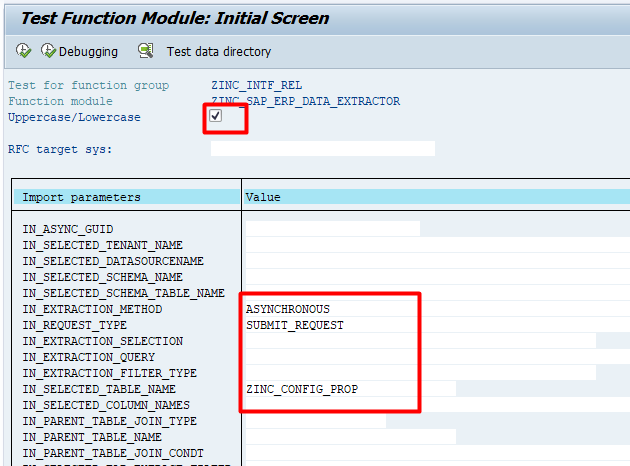 Test Function Module: Initial Screen
Debugging Test data directory
Test for function group ZINC_INTF_REL
Function module ZINC_SAP_ERP_DATA_EXTRACTOR
Uppercase/Lowercase
RFC target sys:
Import parameters Value
IN_ASYNC_GUID
IN_SELECTED_TENANT_NAME
IN_SELECTED_DATASOURCENAME
IN_SELECTED_SCHEMA_NAME
IN_SELECTED_SCHEMA_TABLE_NAME
IN_EXTRACTION_METHOD ASYNCHRONOUS
IN_REQUEST_TYPE SUBMIT_REQUEST
IN_EXTRACTION_SELECTION
IN_EXTRACTION_QUERY
IN_EXTRACTION_FILTER_TYPE
IN_SELECTED_TABLE_NAME ZINC_CONFIG_PROP
IN_SELECTED_COLUMN_NAMES
IN_PARENT_TABLE_JOIN_TYPE
IN_PARENT_TABLE_NAME
IN_PARENT_TABLE_JOIN_CONDT